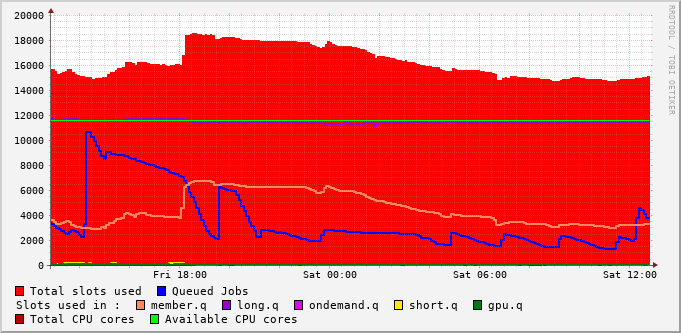 RRDTOOL / TOBI OETIKER
20000
18000
16000
14000
12000
10000
8000
6000
4000
2000
0
Fri 18:00 Sat 00:00 Sat 06:00 Sat 12:00
Total slots used Queued Jobs
Slots used in : member.q long.q ondemand.q short.q gpu.q
Total CPU cores Available CPU cores